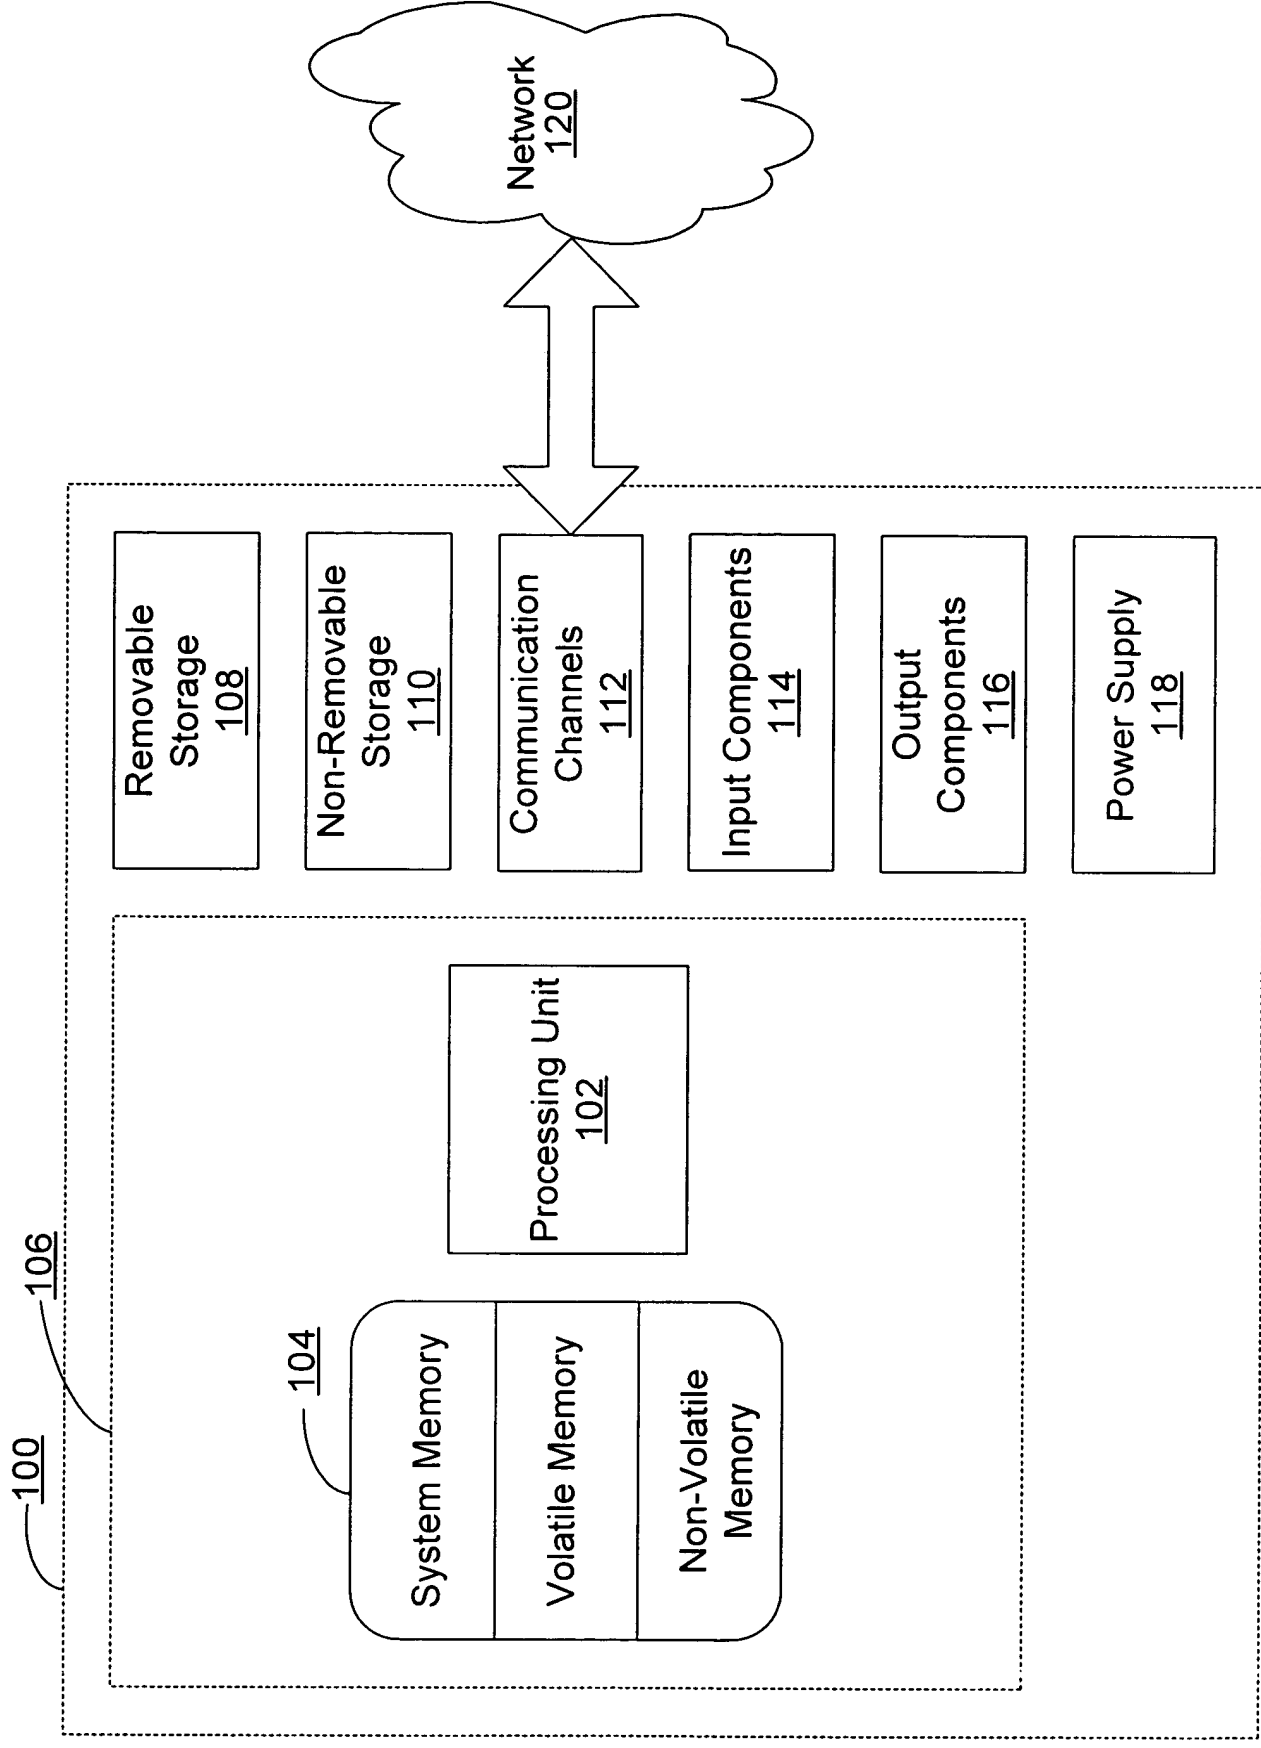 100
106
104
System Memory
Volatile Memory
Non-Volatile
Memory
Processing Unit
102
Removable
Storage
108
Non-Removable
Storage
110
Communication
Channels
112
Input Components
114
Output
Components
116
Power Supply
118
Network
120